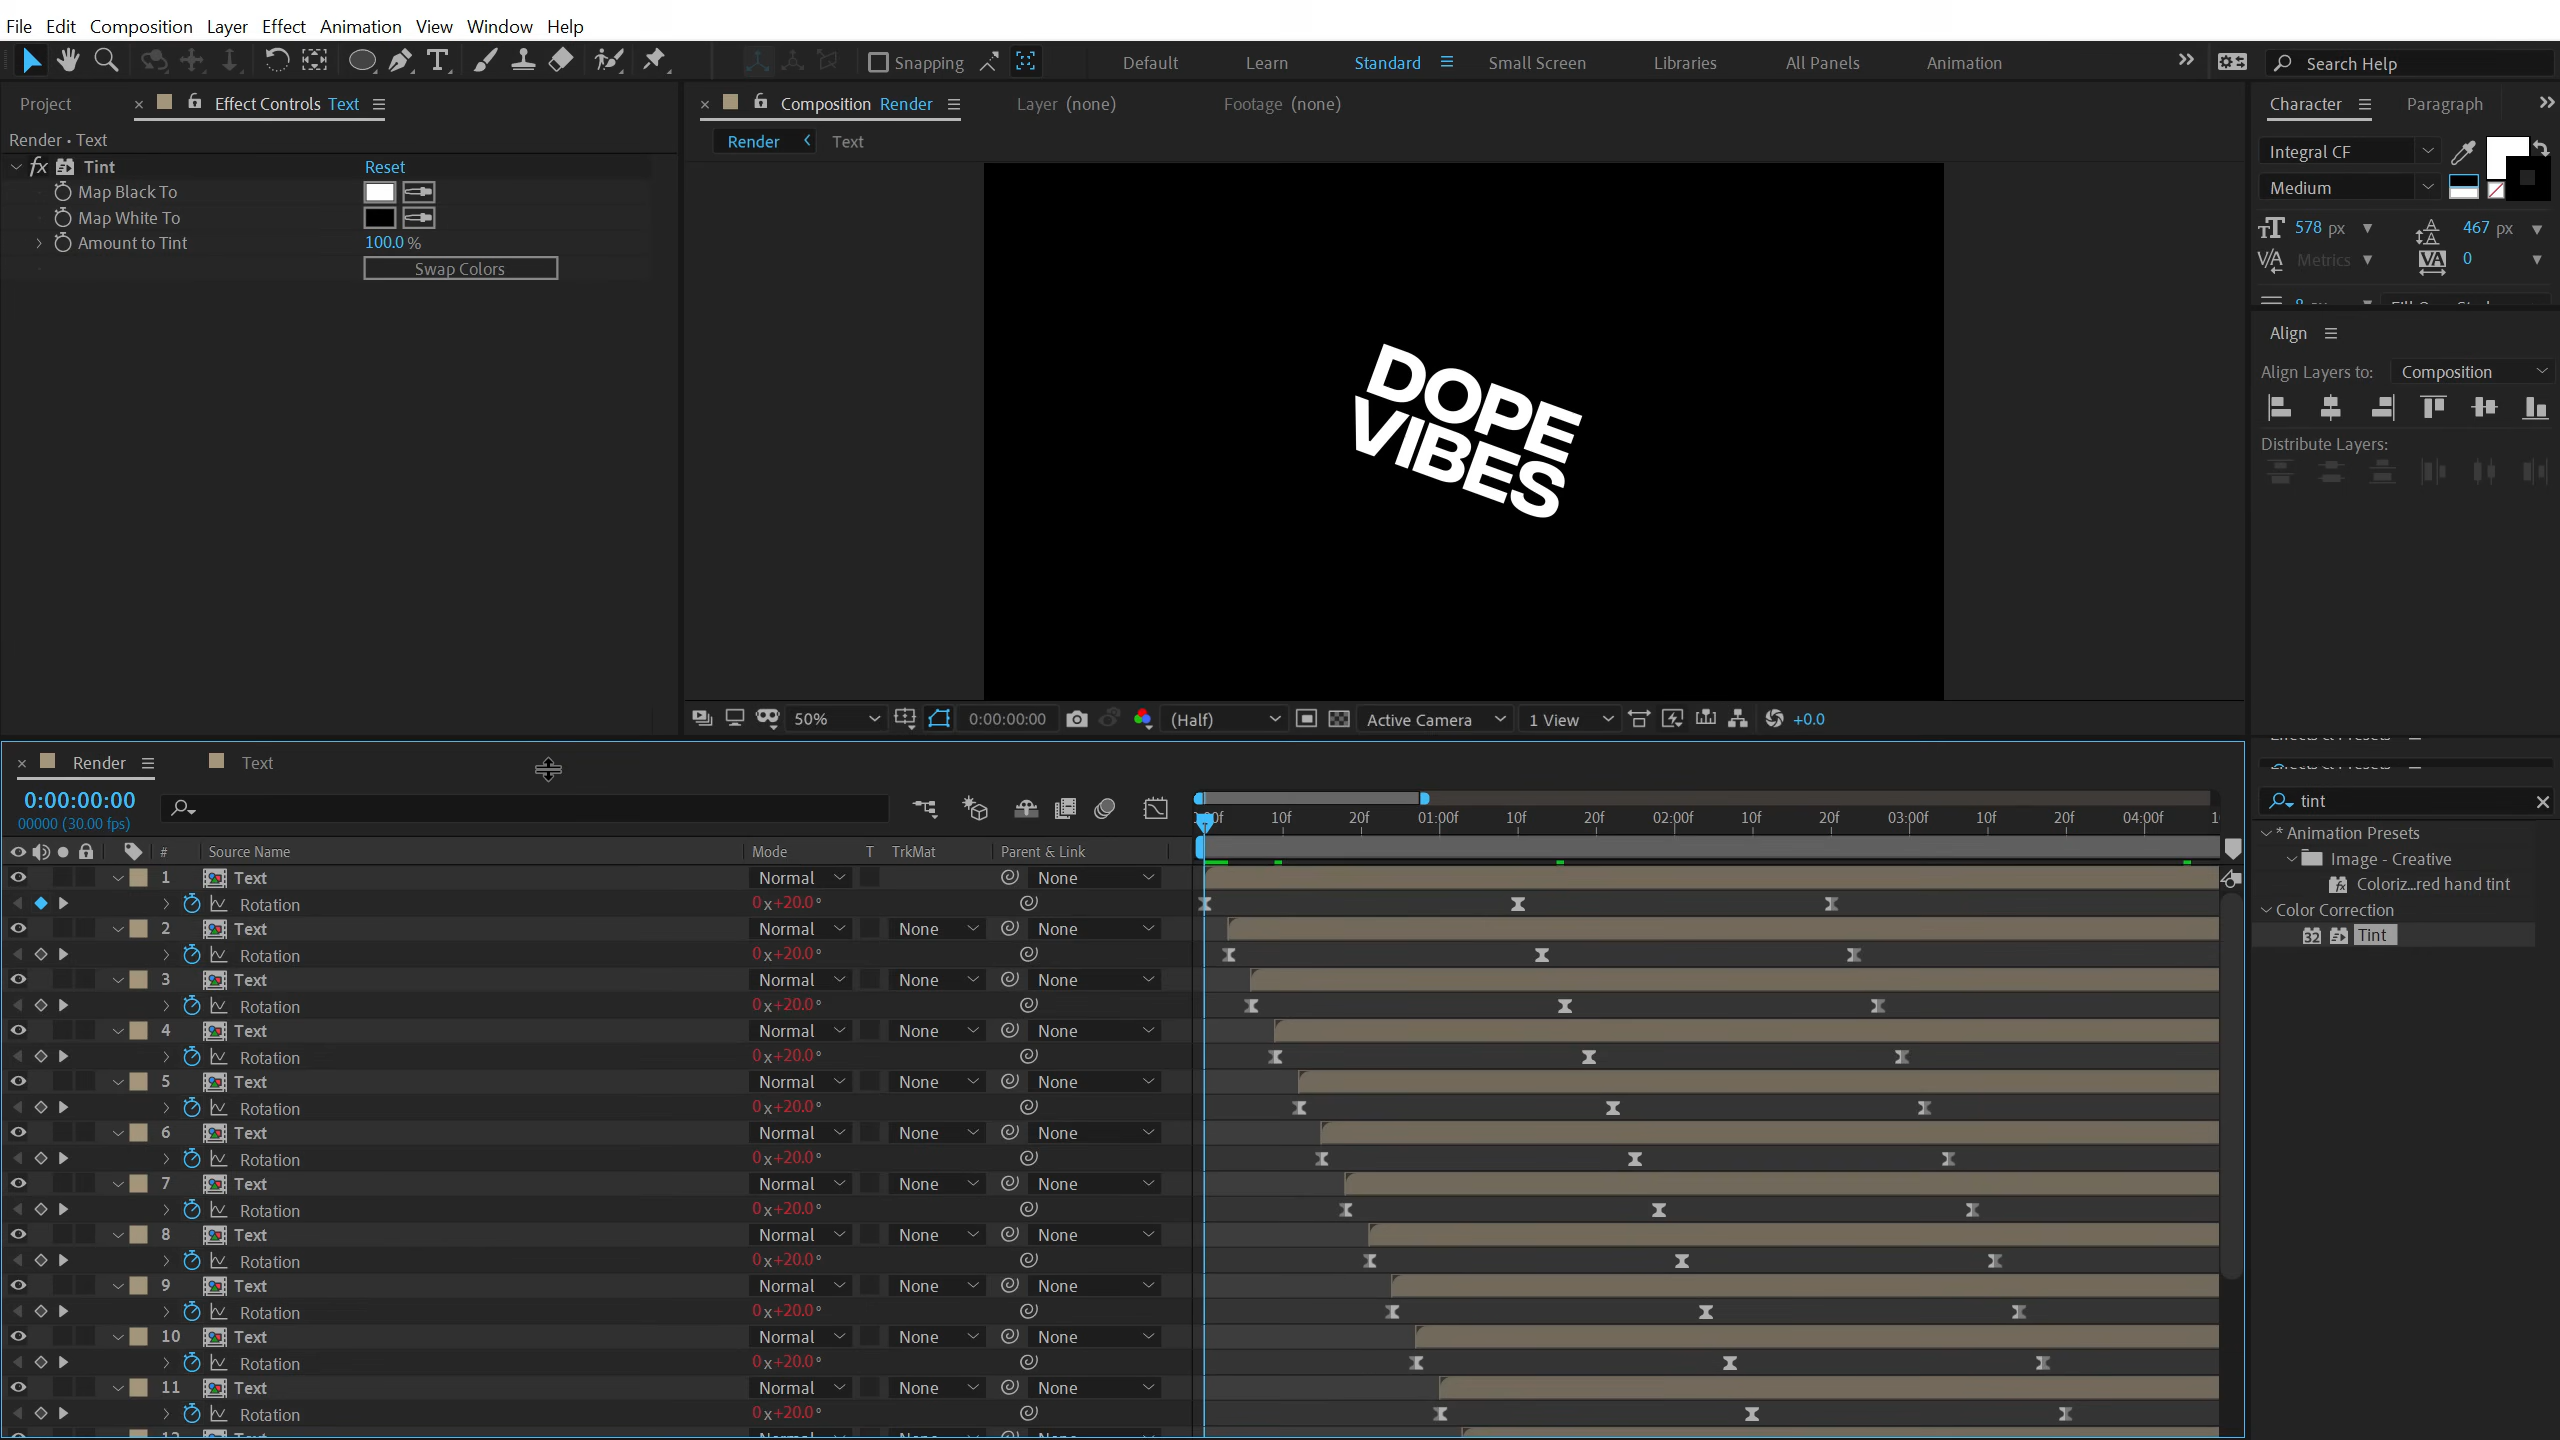 File Edit Composition Layer Effect Animation View Window Help
Snapping Default Learn Standard Small Screen Libraries All Panels Animation Search Help
Project Effect Controls Text
Composition Render Layer (none) Footage (none)
Character Paragraph
Render • Text
Render Text
Integral CF
fx Tint Reset
Medium
Map Black To
Map White To
578 px 467 px
Amount to Tint 100.0 %
Metrics 0
Swap Colors
Align
Align Layers to: Composition
Distribute Layers:
DOPE
VIBES
50% 0:00:00:00 (Half) Active Camera 1 View +0.0
Render Text
0:00:00:00
00000 (30.00 fps)
10f 20f 01:00f 10f 20f 02:00f 10f 20f 03:00f 10f 20f 04:00f
# Source Name Mode T TrkMat Parent & Link
1 Text Normal None
Rotation 0x+20.0°
2 Text Normal None None
Rotation 0x+20.0°
3 Text Normal None None
Rotation 0x+20.0°
4 Text Normal None None
Rotation 0x+20.0°
5 Text Normal None None
Rotation 0x+20.0°
6 Text Normal None None
Rotation 0x+20.0°
7 Text Normal None None
Rotation 0x+20.0°
8 Text Normal None None
Rotation 0x+20.0°
9 Text Normal None None
Rotation 0x+20.0°
10 Text Normal None None
Rotation 0x+20.0°
11 Text Normal None None
Rotation 0x+20.0°
tint
* Animation Presets
Image - Creative
Coloriz...red hand tint
Color Correction
32 Tint